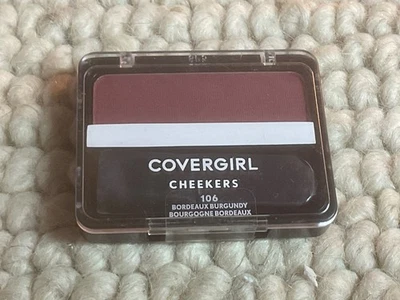 COVERGIRL
CHEEKERS
106
BORDEAUX BURGUNDY
BOURGOGNE BORDEAUX